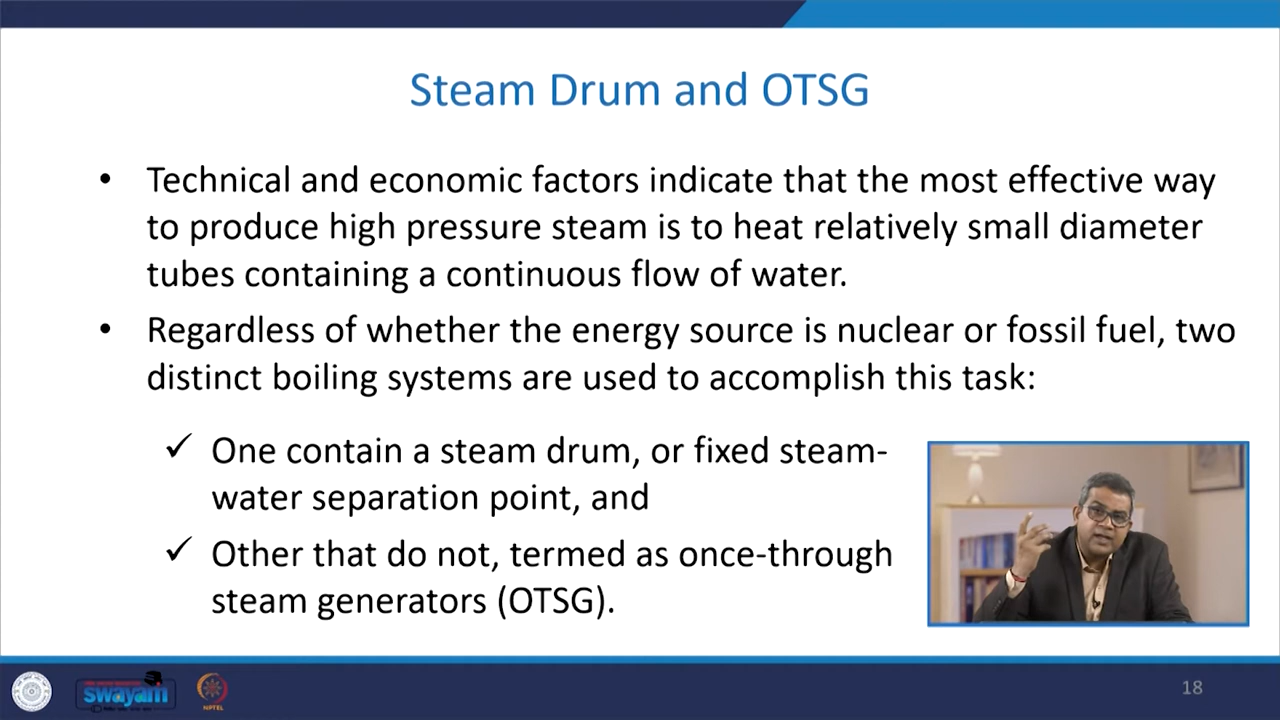 Steam Drum and OTSG
• Technical and economic factors indicate that the most effective way
to produce high pressure steam is to heat relatively small diameter
tubes containing a continuous flow of water.
• Regardless of whether the energy source is nuclear or fossil fuel, two
distinct boiling systems are used to accomplish this task:
✓ One contain a steam drum, or fixed steam-
water separation point, and
✓ Other that do not, termed as once-through
steam generators (OTSG).
swayam
NPTEL
18